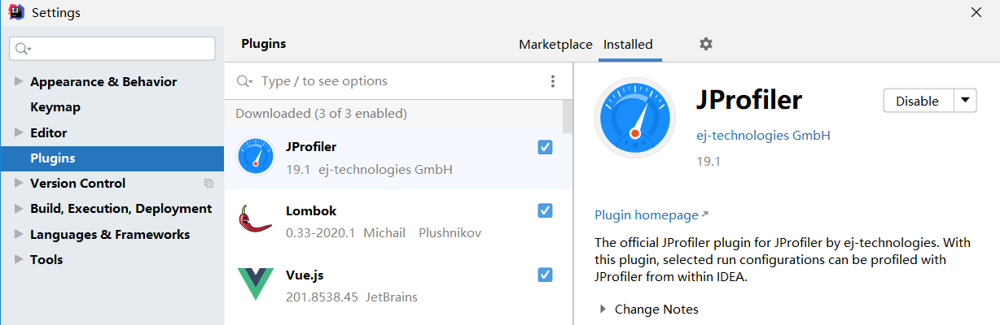 Settings
Plugins
Marketplace Installed
Appearance & Behavior
Keymap
Editor
Plugins
Version Control
Build, Execution, Deployment
Languages & Frameworks
Tools
Type / to see options
Downloaded (3 of 3 enabled)
JProfiler
19.1 ej-technologies GmbH
Lombok
0.33-2020.1 Michail Plushnikov
Vue.js
201.8538.45 JetBrains
JProfiler
Disable
ej-technologies GmbH
19.1
Plugin homepage
The official JProfiler plugin for JProfiler by ej-technologies. With
this plugin, selected run configurations can be profiled with
JProfiler from within IDEA.
Change Notes